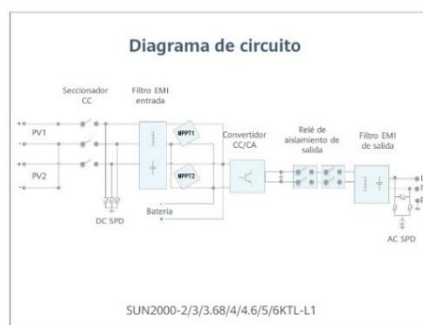 Diagrama de circuito
Seccionador
CC
Filtro EMI
entrada
PV1
PV2
MPPT1
MPPT2
Convertidor
CC/CA
Relé de
aislamiento de
salida
Filtro EMI
de salida
Batería
DC SPD
AC SPD
L
N
SUN2000-2/3/3.68/4/4.6/5/6KTL-L1